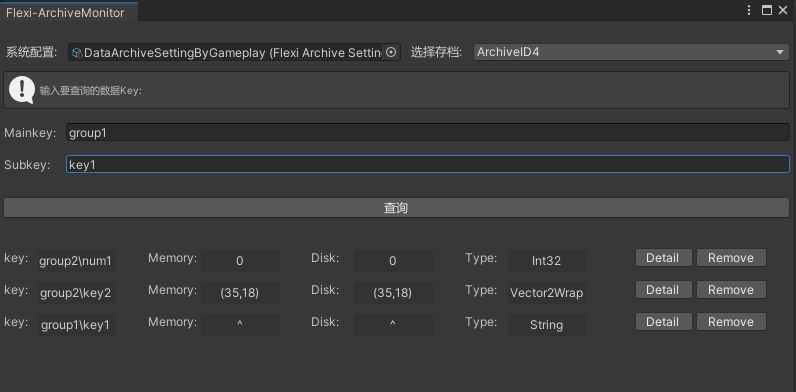 Flexi-ArchiveMonitor
系统配置: DataArchiveSettingByGameplay (Flexi Archive Settin 选择存档: ArchiveID4
输入要查询的数据Key:
Mainkey: group1
Subkey: key1
查询
key: group2\num1 Memory: 0 Disk: 0 Type: Int32 Detail Remove
key: group2\key2 Memory: (35,18) Disk: (35,18) Type: Vector2Wrap Detail Remove
key: group1\key1 Memory: ^ Disk: ^ Type: String Detail Remove